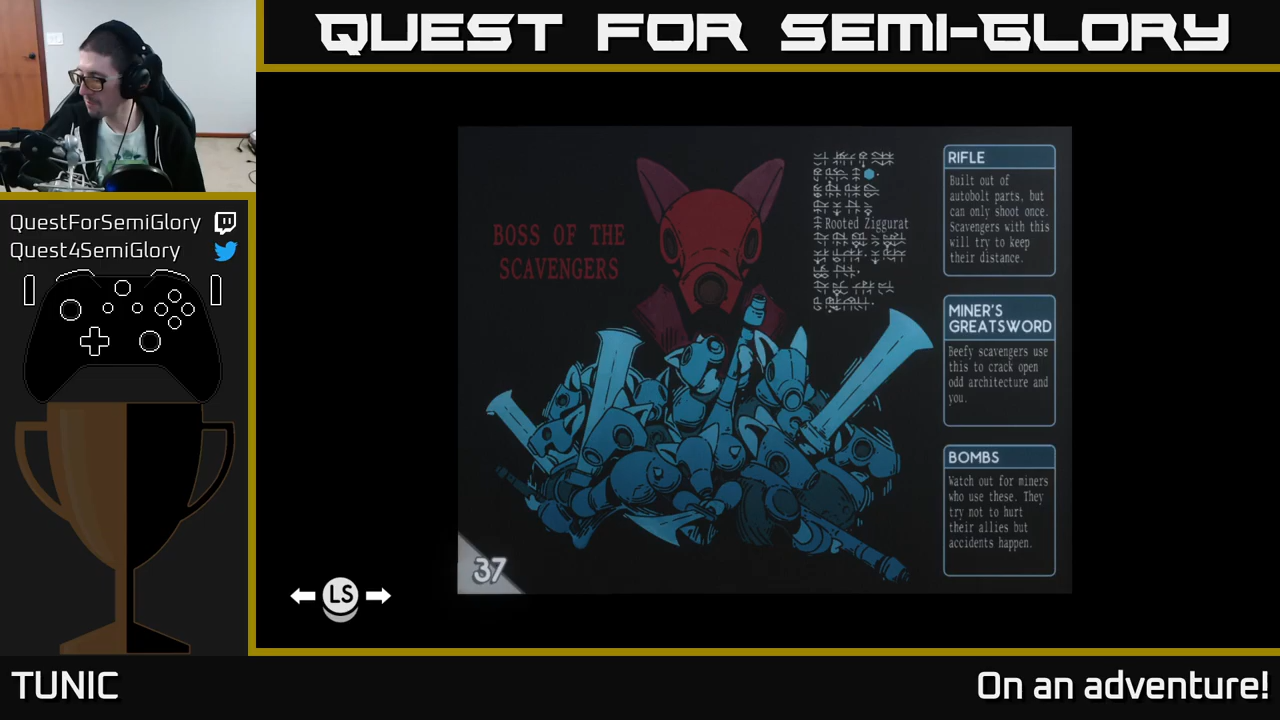 QUEST FOR SEMI-GLORY
QuestForSemiGlory
Quest4SemiGlory
BOSS OF THE
SCAVENGERS
Rooted Ziggurat
RIFLE
Built out of
autobolt parts, but
can only shoot once.
Scavengers with this
will try to keep
their distance.
MINER'S
GREATSWORD
Beefy scavengers use
this to crack open
odd architecture and
you.
BOMBS
Watch out for miners
who use these. They
try not to hurt
their allies but
accidents happen.
37
LS
TUNIC
On an adventure!